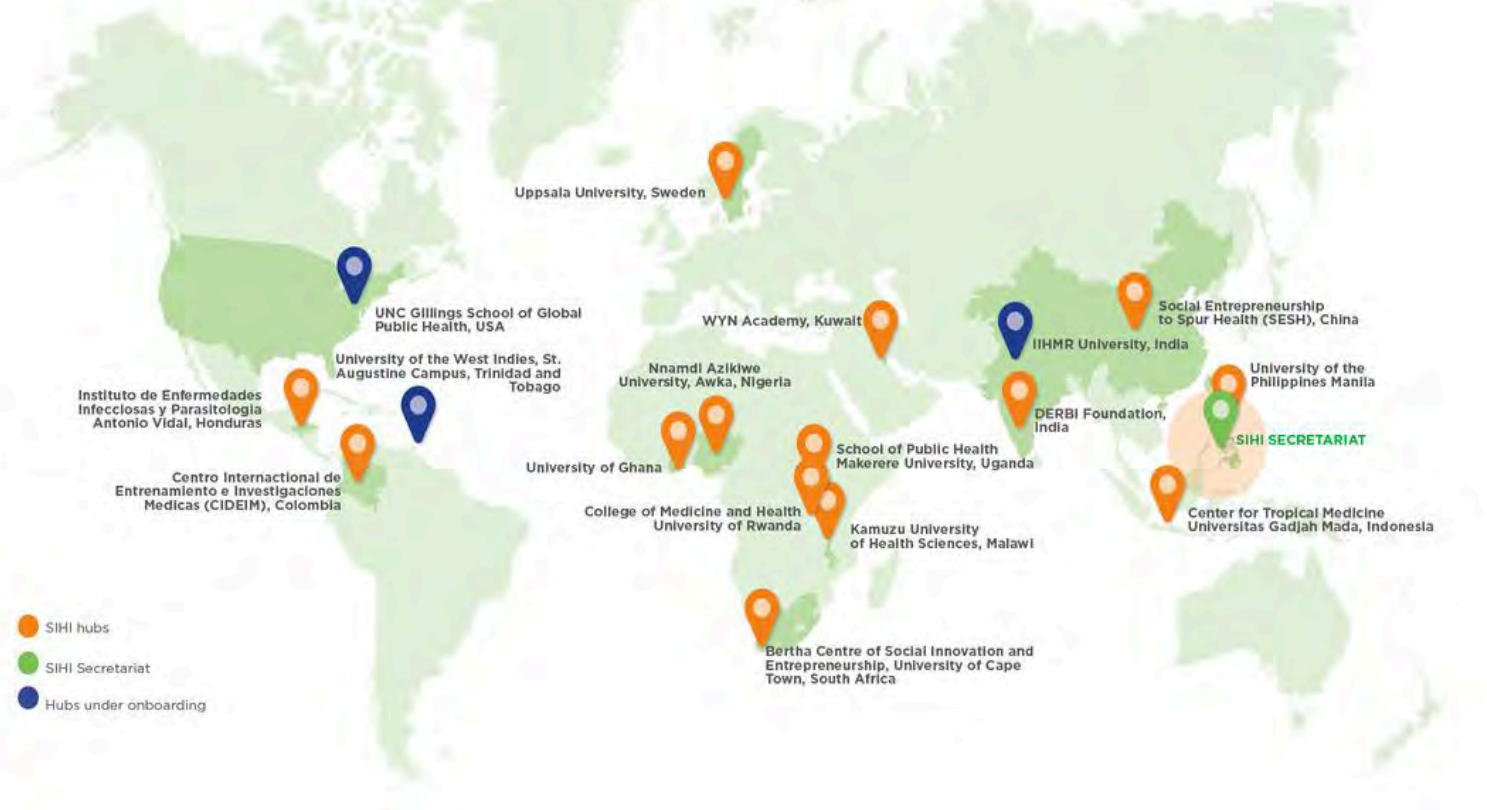 Uppsala University, Sweden
UNC Gillings School of Global
Public Health, USA
University of the West Indies, St.
Augustine Campus, Trinidad and
Tobago
Instituto de Enfermedades
Infecciosas y Parasitologia
Antonio Vidal, Honduras
Centro Internactional de
Entrenamiento e Investigaciones
Medicas (CIDEIM), Colombia
WYN Academy, Kuwait
Nnamdi Azikiwe
University, Awka, Nigeria
University of Ghana
School of Public Health
Makerere University, Uganda
College of Medicine and Health
University of Rwanda
Kamuzu University
of Health Sciences, Malawi
Bertha Centre of Social Innovation and
Entrepreneurship, University of Cape
Town, South Africa
Social Entrepreneurship
to Spur Health (SESH), China
IIHMR University, India
DERBI Foundation,
India
University of the
Philippines Manila
SIHI SECRETARIAT
Center for Tropical Medicine
Universitas Gadjah Mada, Indonesia
SIHI hubs
SIHI Secretariat
Hubs under onboarding